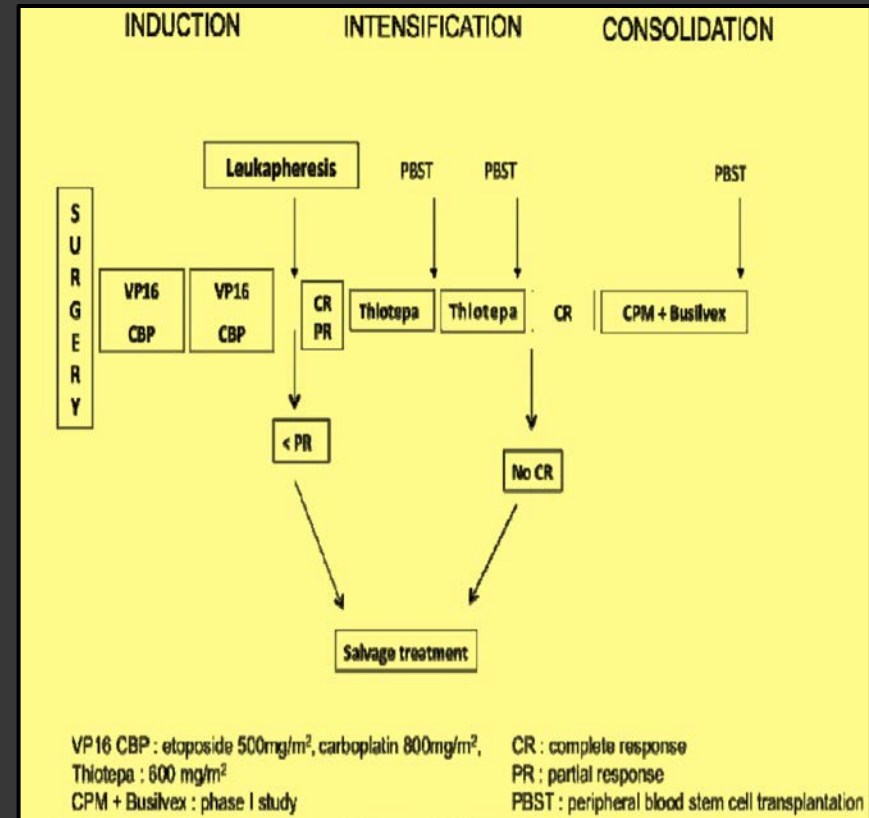 INDUCTION INTENSIFICATION CONSOLIDATION
Leukapheresis PBST PBST PBST
SURGERY
VP16 VP16
CBP CBP
CR
PR
Thiotepa Thiotepa CR CPM + Busilvex
< PR
No CR
Salvage treatment
VP16 CBP : etoposide 500mg/m², carboplatin 800mg/m²,
Thiotepa : 600 mg/m²
CPM + Busilvex : phase I study
CR : complete response
PR : partial response
PBST : peripheral blood stem cell transplantation